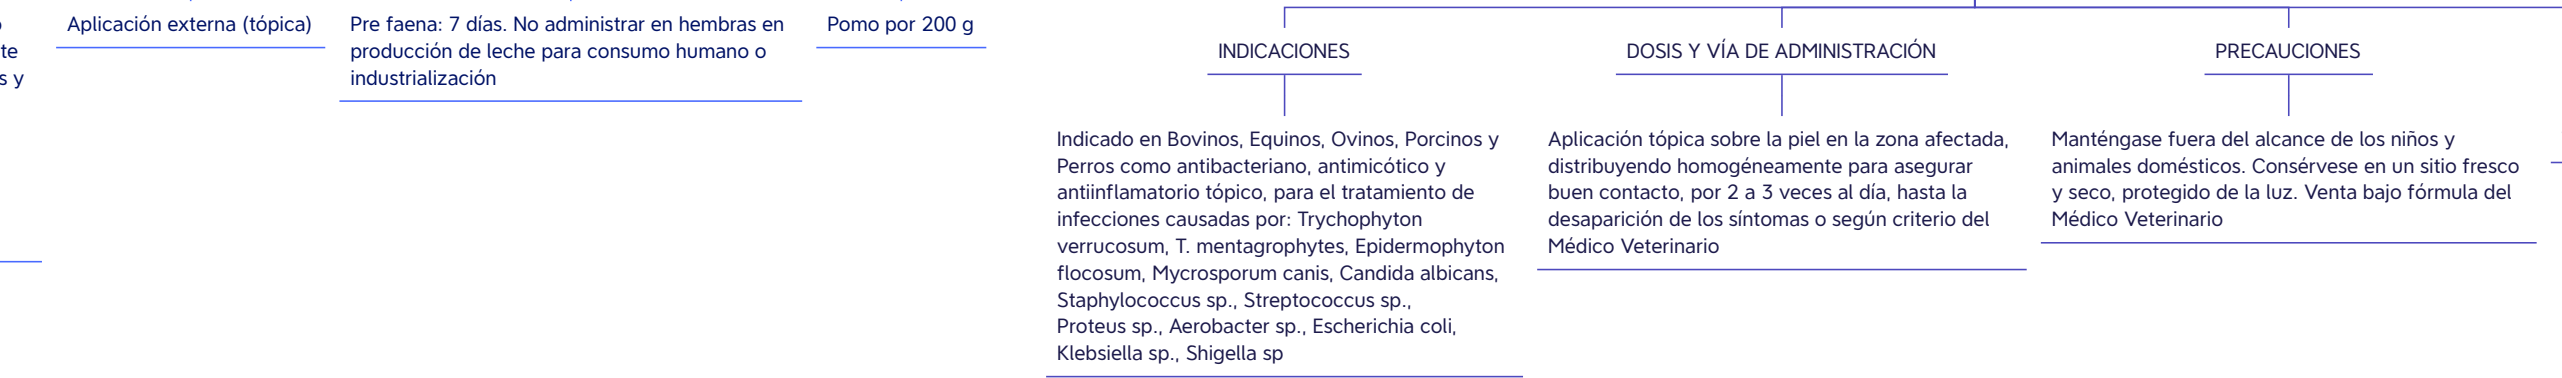 te
s y
Aplicación externa (tópica)
Pre faena: 7 días. No administrar en hembras en
producción de leche para consumo humano o
industrialización
Pomo por 200 g
INDICACIONES
Indicado en Bovinos, Equinos, Ovinos, Porcinos y
Perros como antibacteriano, antimicótico y
antiinflamatorio tópico, para el tratamiento de
infecciones causadas por: Trychophyton
verrucosum, T. mentagrophytes, Epidermophyton
flocosum, Mycrosporum canis, Candida albicans,
Staphylococcus sp., Streptococcus sp.,
Proteus sp., Aerobacter sp., Escherichia coli,
Klebsiella sp., Shigella sp
DOSIS Y VÍA DE ADMINISTRACIÓN
Aplicación tópica sobre la piel en la zona afectada,
distribuyendo homogéneamente para asegurar
buen contacto, por 2 a 3 veces al día, hasta la
desaparición de los síntomas o según criterio del
Médico Veterinario
PRECAUCIONES
Manténgase fuera del alcance de los niños y
animales domésticos. Consérvese en un sitio fresco
y seco, protegido de la luz. Venta bajo fórmula del
Médico Veterinario